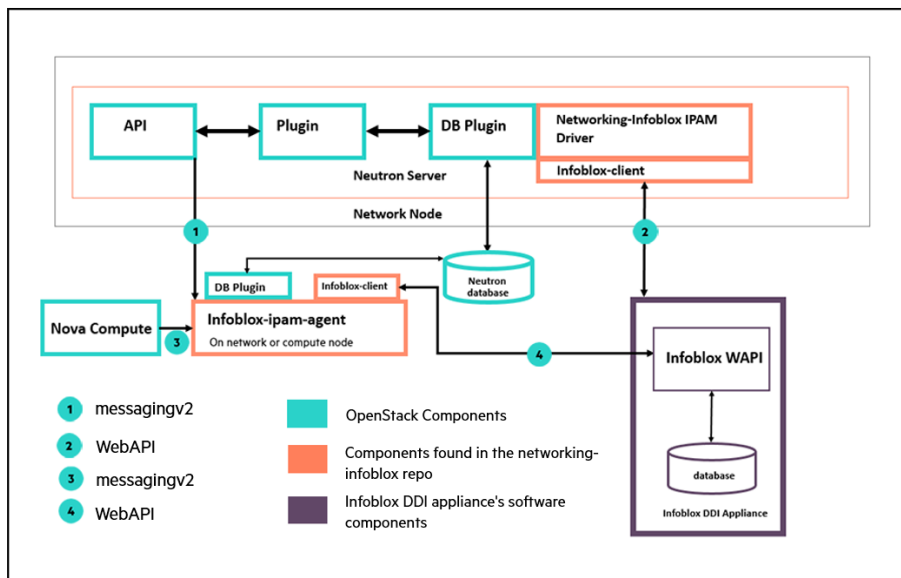 API
Plugin
DB Plugin
Networking-Infoblox IPAM
Driver
Infoblox-client
Neutron Server
Network Node
1
2
DB Plugin
Infoblox-client
Neutron
database
Nova Compute
3
Infoblox-ipam-agent
On network or compute node
4
Infoblox WAPI
database
Infoblox DDI Appliance
1 messagingv2
2 WebAPI
3 messagingv2
4 WebAPI
OpenStack Components
Components found in the networking-
infoblox repo
Infoblox DDI appliance's software
components